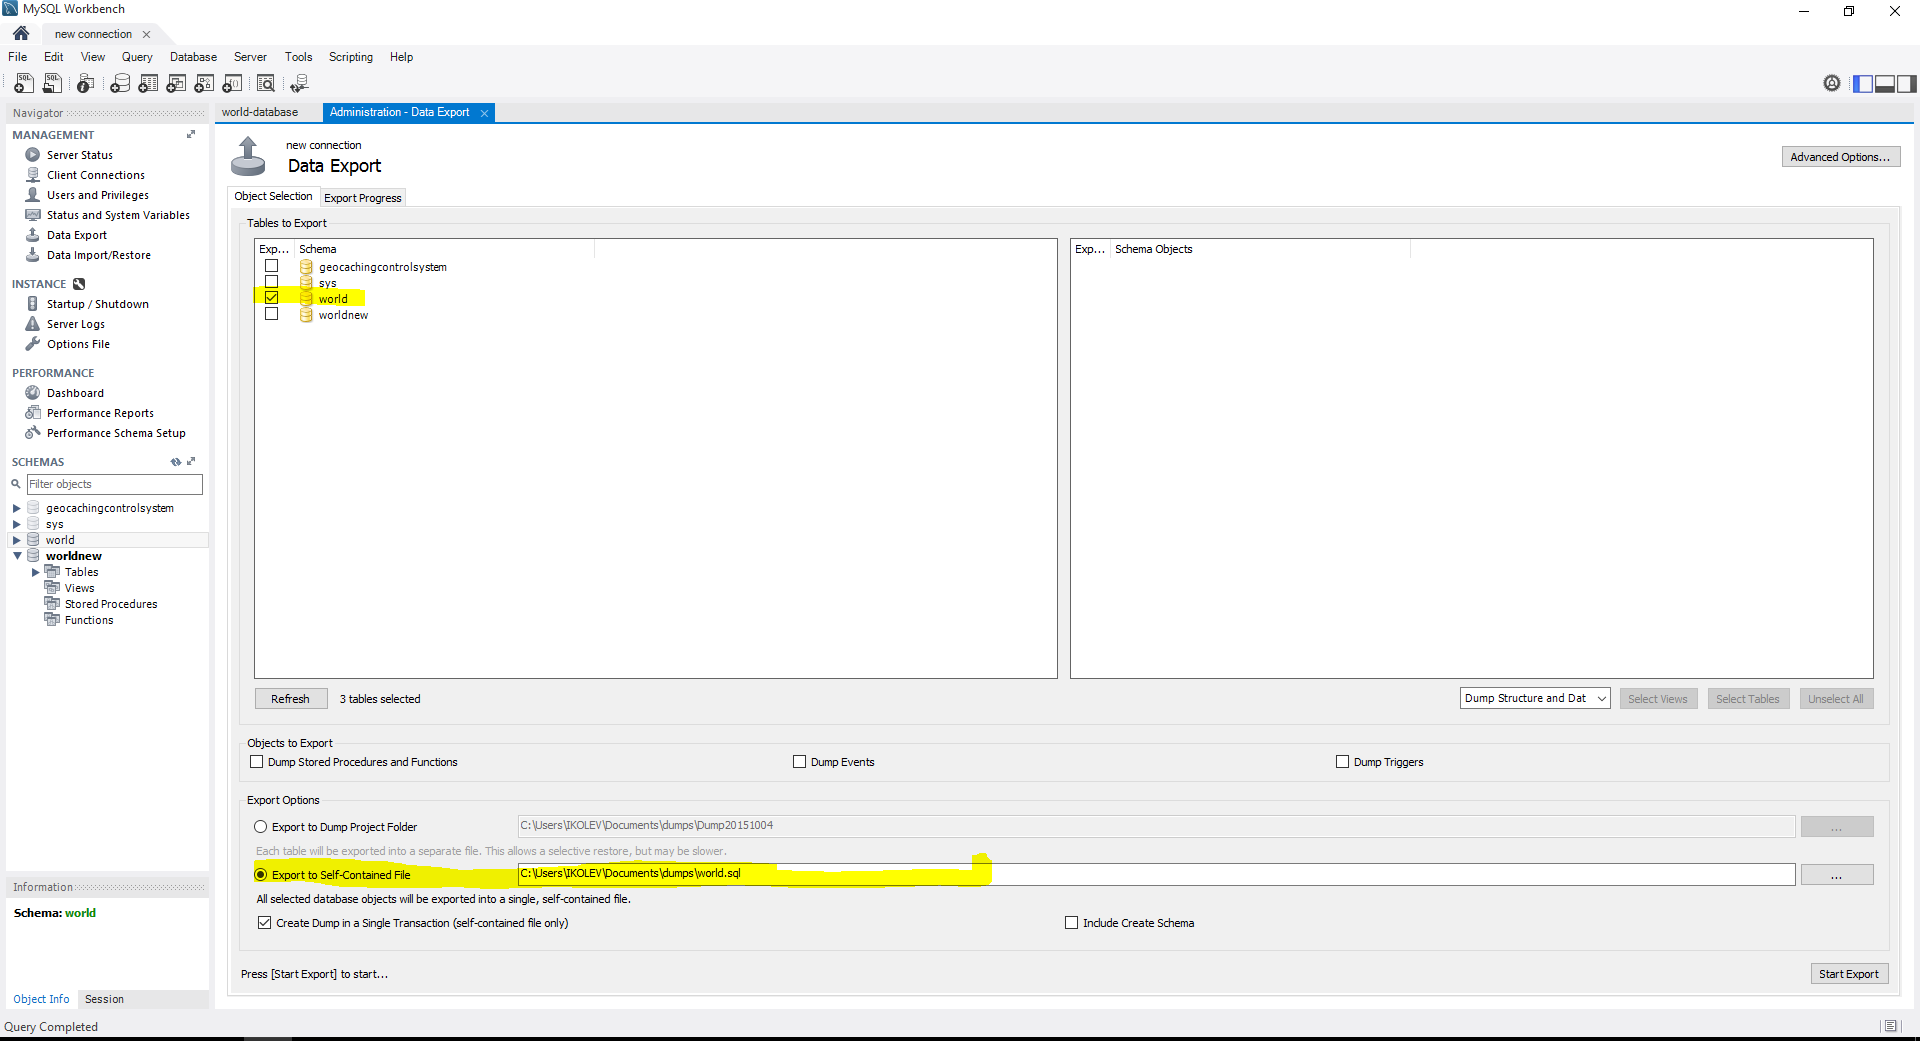 MySQL Workbench
new connection
File Edit View Query Database Server Tools Scripting Help
Navigator
MANAGEMENT
Server Status
Client Connections
Users and Privileges
Status and System Variables
Data Export
Data Import/Restore
INSTANCE
Startup / Shutdown
Server Logs
Options File
PERFORMANCE
Dashboard
Performance Reports
Performance Schema Setup
SCHEMAS
Filter objects
geocachingcontrolsystem
sys
world
worldnew
Tables
Views
Stored Procedures
Functions
Information
Schema: world
Object Info Session
world-database Administration - Data Export
new connection
Data Export
Advanced Options...
Object Selection Export Progress
Tables to Export
Exp... Schema
geocachingcontrolsystem
sys
world
worldnew
Exp... Schema Objects
Refresh 3 tables selected
Dump Structure and Dat Select Views Select Tables Unselect All
Objects to Export
Dump Stored Procedures and Functions Dump Events Dump Triggers
Export Options
Export to Dump Project Folder C:\Users\IKOLEV\Documents\dumps\Dump20151004 ...
Each table will be exported into a separate file. This allows a selective restore, but may be slower.
Export to Self-Contained File C:\Users\IKOLEV\Documents\dumps\world.sql ...
All selected database objects will be exported into a single, self-contained file.
Create Dump in a Single Transaction (self-contained file only) Include Create Schema
Press [Start Export] to start...
Start Export
Query Completed